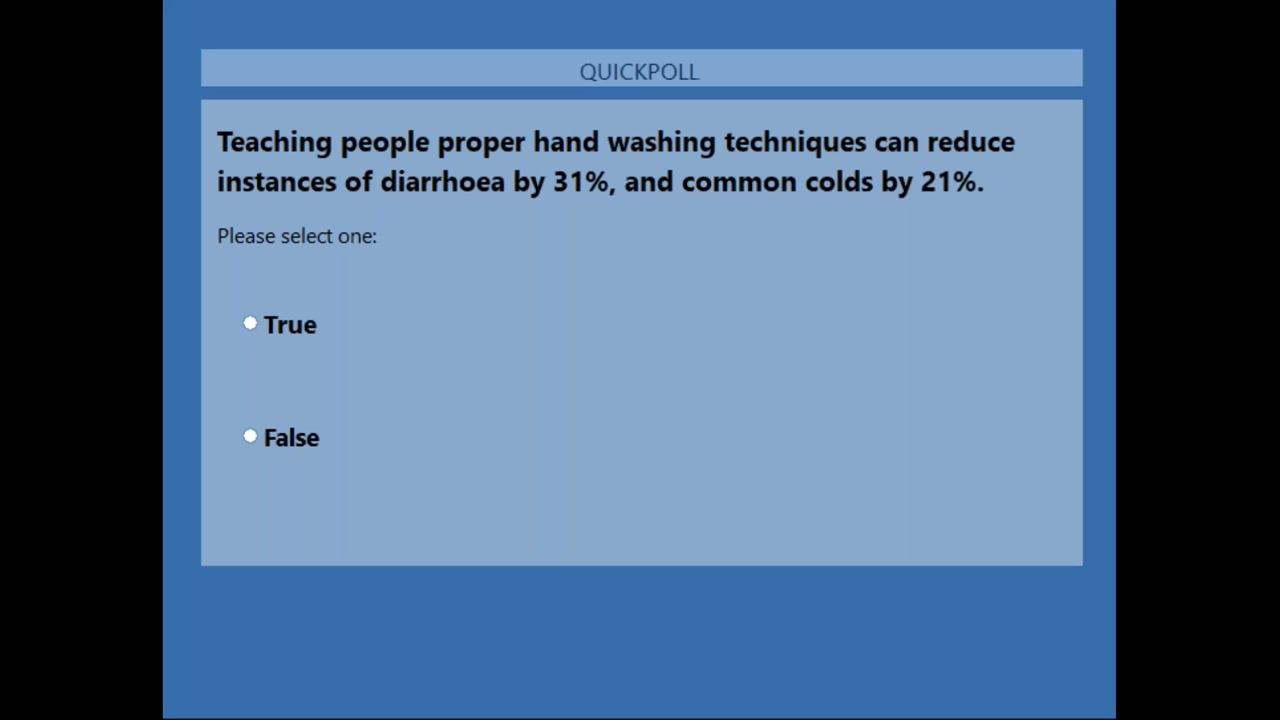 QUICKPOLL
Teaching people proper hand washing techniques can reduce
instances of diarrhoea by 31%, and common colds by 21%.
Please select one:
True
False